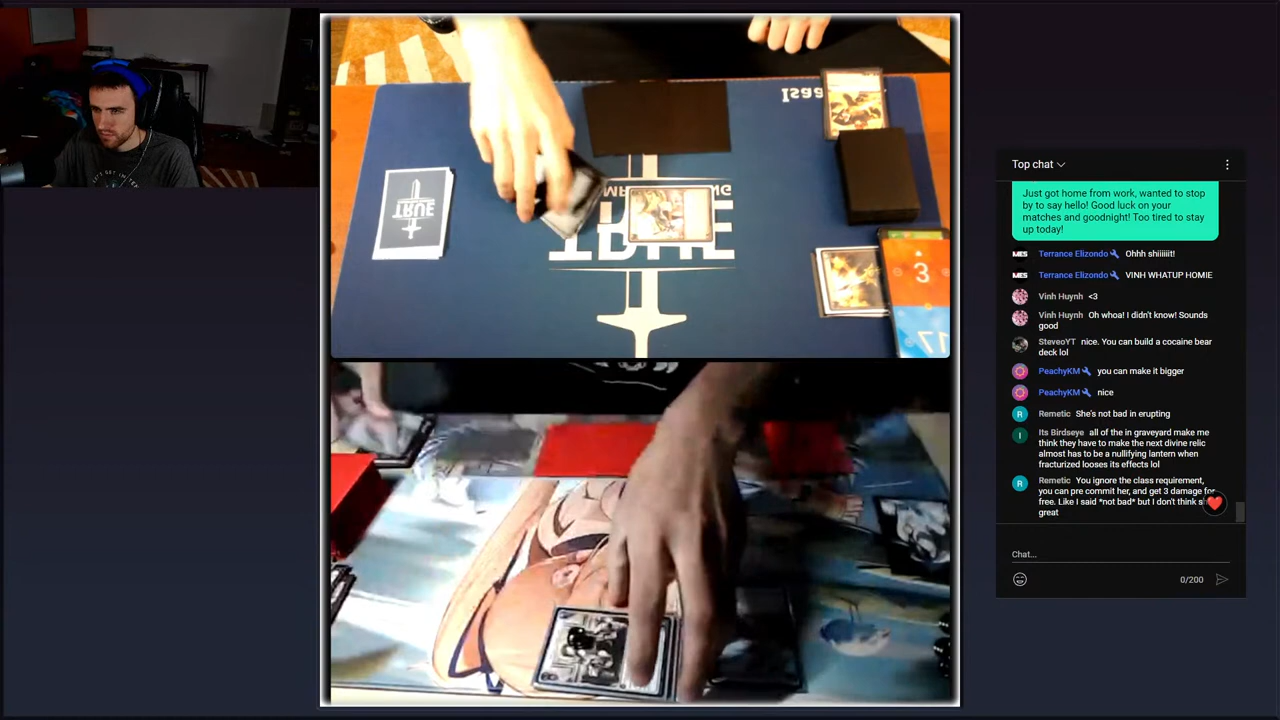 Isaa
TRUE
TRUE
3
17
Top chat
Just got home from work, wanted to stop
by to say hello! Good luck on your
matches and goodnight! Too tired to stay
up today!
Terrance Elizondo Ohhh shiiiiiit!
Terrance Elizondo VINH WHATUP HOMIE
Vinh Huynh <3
Vinh Huynh Oh whoa! I didn't know! Sounds
good
SteveoYT nice. You can build a cocaine bear
deck lol
PeachyKM you can make it bigger
PeachyKM nice
Remetic She's not bad in erupting
Its Birdseye all of the in graveyard make me
think they have to make the next divine relic
almost has to be a nullifying lantern when
fracturized looses its effects lol
Remetic You ignore the class requirement,
you can pre commit her, and get 3 damage for
free. Like I said *not bad* but I don't think
great
Chat...
0/200